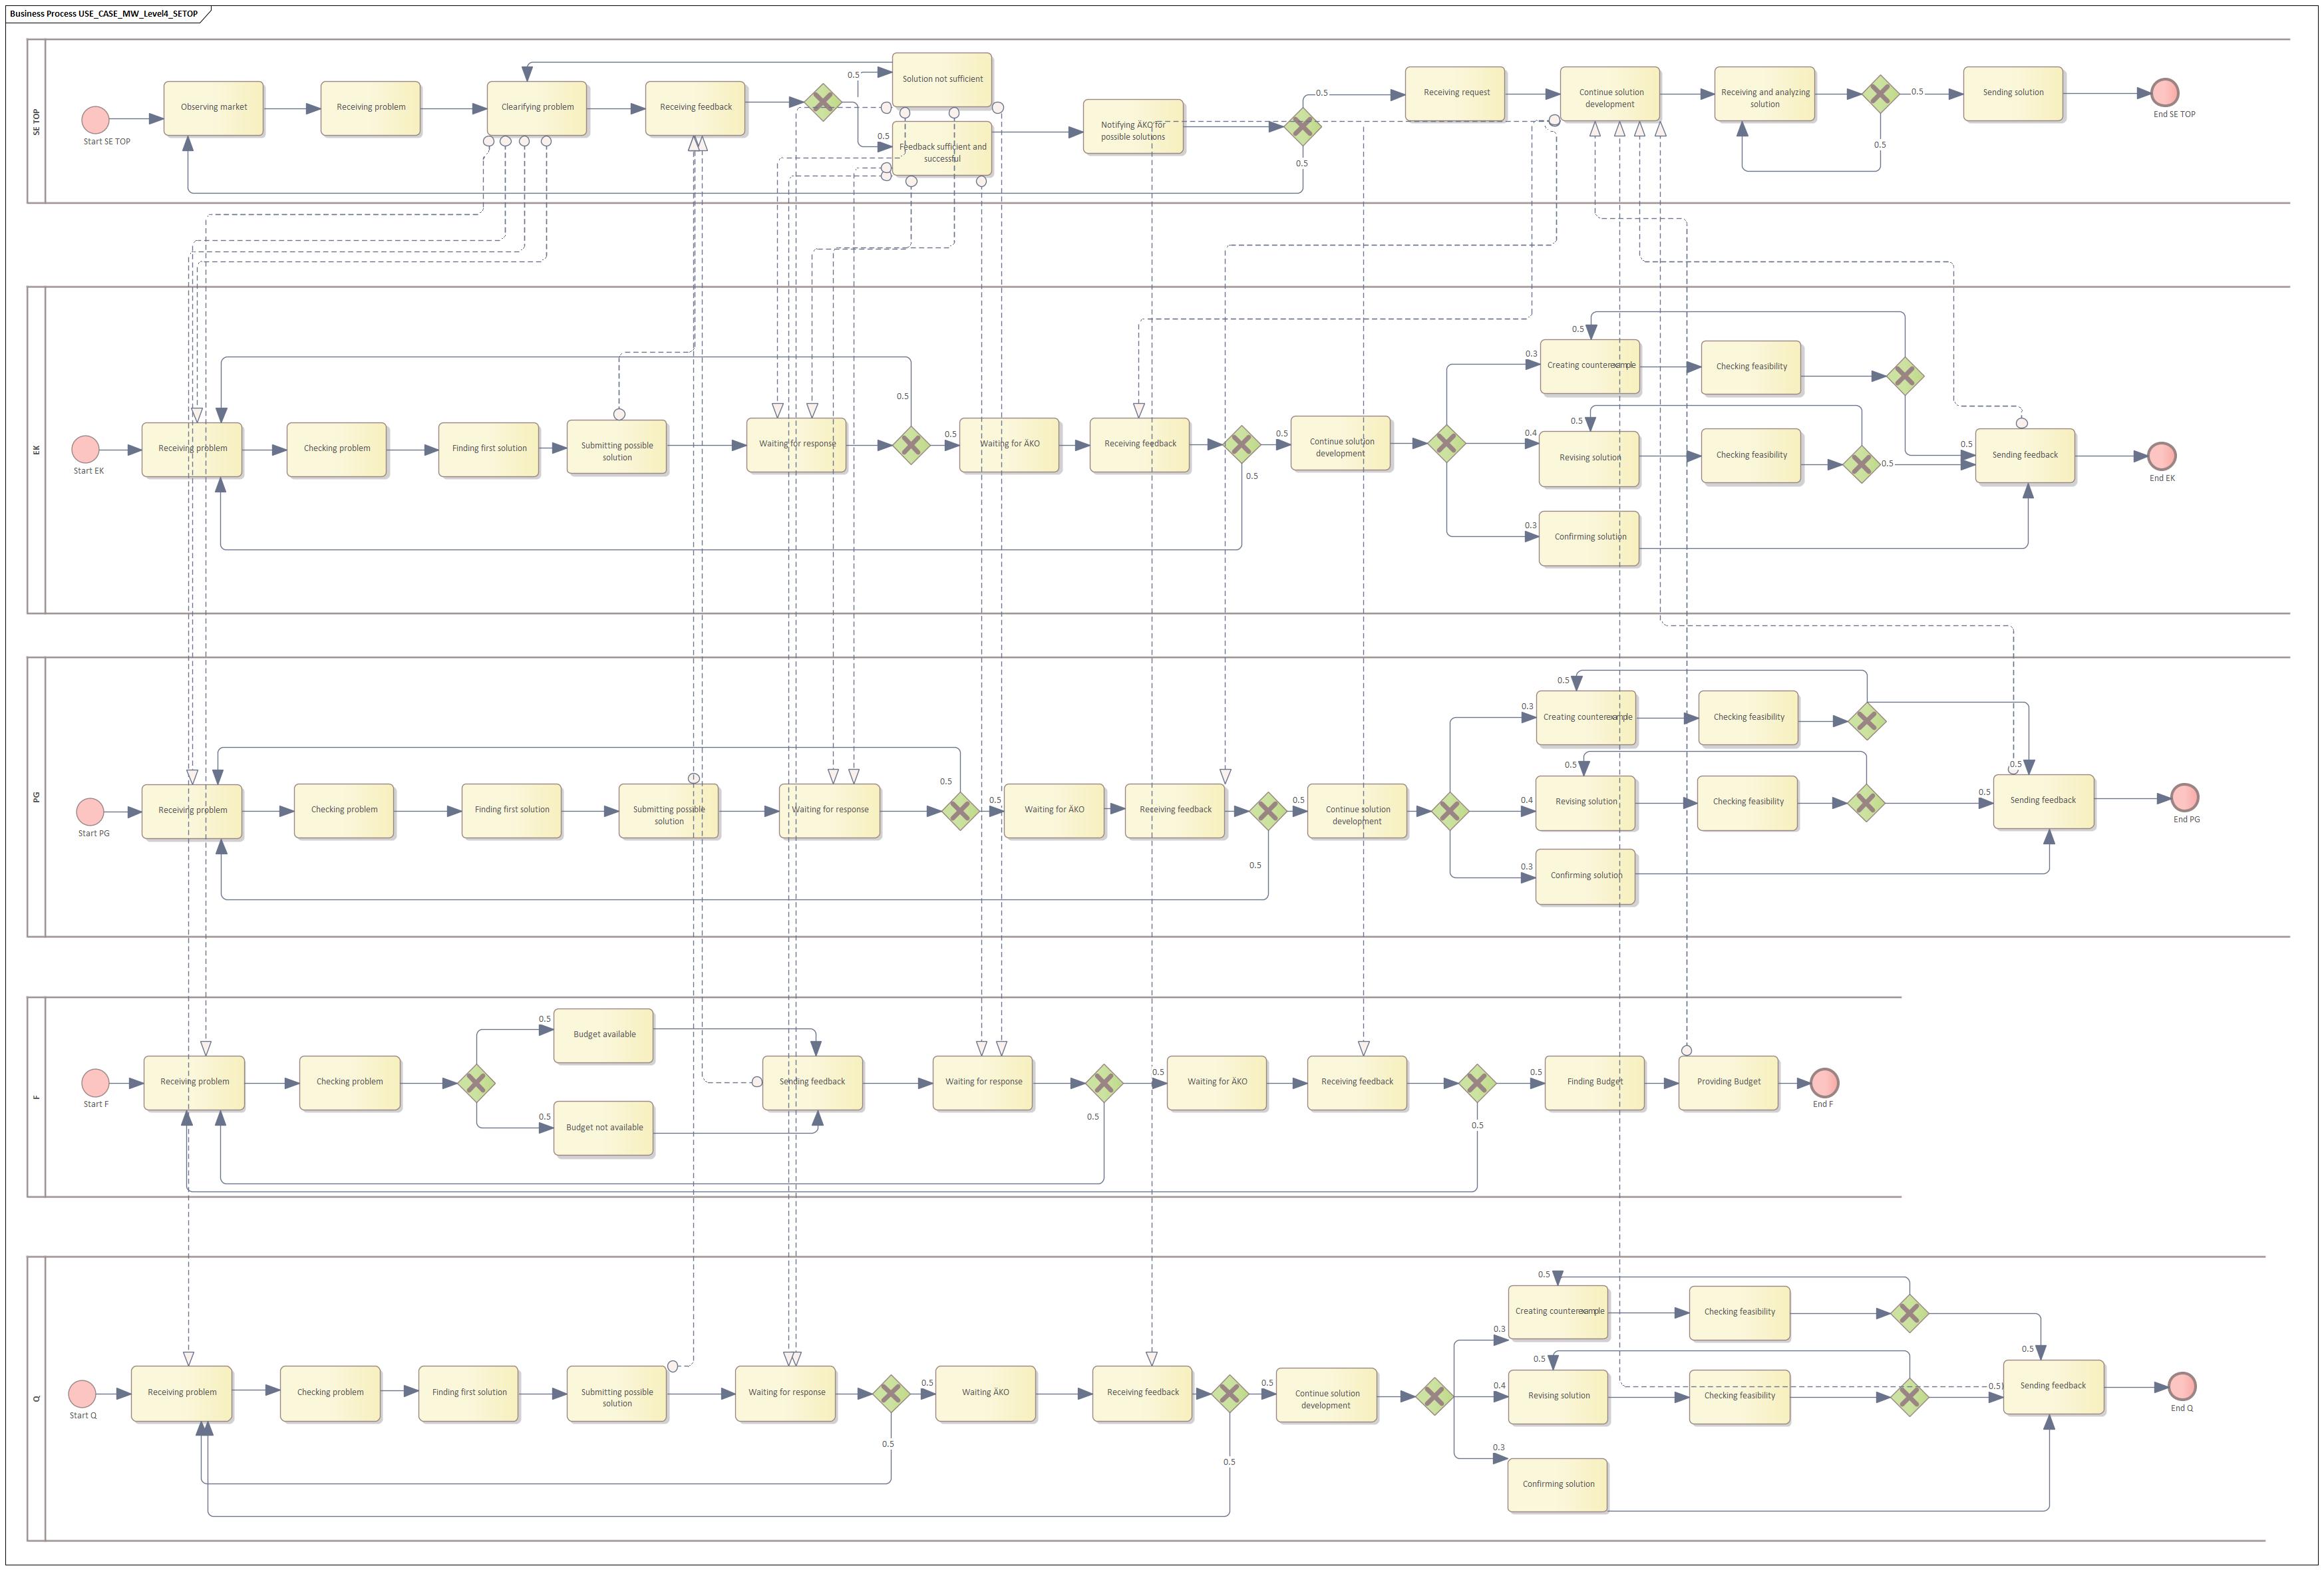 Business Process USE_CASE_MW_Level4_SETOP
SE TOP
Start SE TOP
Observing market
Receiving problem
Clearifying problem
Receiving feedback
0.5
Solution not sufficient
0.5
Feedback sufficient and
successful
Notifying ÄKO for
possible solutions
0.5
0.5
Receiving request
Continue solution
development
Receiving and analyzing
solution
0.5
0.5
Sending solution
End SE TOP
EK
Start EK
Receiving problem
Checking problem
Finding first solution
Submitting possible
solution
Waiting for response
0.5
0.5
Waiting for ÄKO
Receiving feedback
0.5
0.5
Continue solution
development
0.3
0.5
Creating counterexample
Checking feasibility
0.4
0.5
Revising solution
Checking feasibility
0.5
0.5
0.3
Confirming solution
Sending feedback
End EK
PG
Start PG
Receiving problem
Checking problem
Finding first solution
Submitting possible
solution
Waiting for response
0.5
0.5
Waiting for ÄKO
Receiving feedback
0.5
0.5
Continue solution
development
0.3
0.5
Creating counterexample
Checking feasibility
0.5
0.4
0.5
Revising solution
Checking feasibility
0.5
0.3
Confirming solution
Sending feedback
End PG
F
Start F
Receiving problem
Checking problem
0.5
Budget available
0.5
Budget not available
Sending feedback
Waiting for response
0.5
0.5
Waiting for ÄKO
Receiving feedback
0.5
0.5
Finding Budget
Providing Budget
End F
Q
Start Q
Receiving problem
Checking problem
Finding first solution
Submitting possible
solution
Waiting for response
0.5
0.5
Waiting ÄKO
Receiving feedback
0.5
0.5
Continue solution
development
0.3
0.5
Creating counterexample
Checking feasibility
0.5
0.4
0.5
Revising solution
Checking feasibility
0.5
0.3
Confirming solution
Sending feedback
End Q